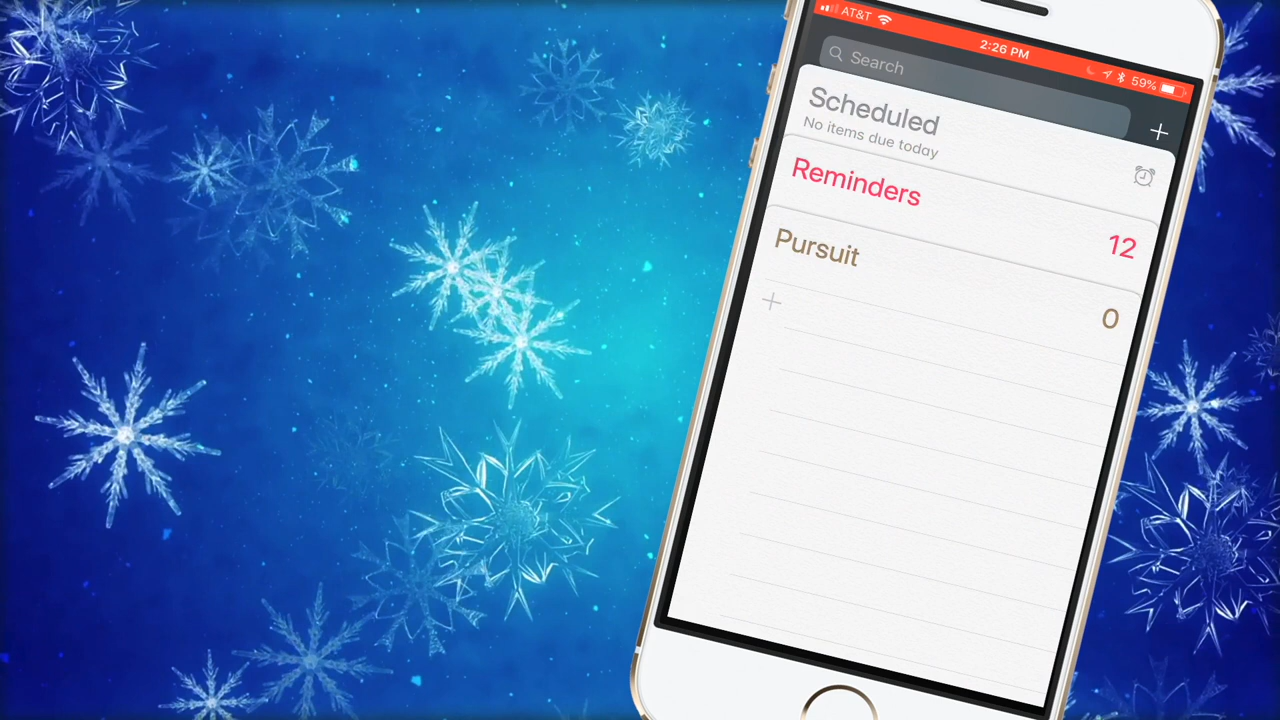 AT&T 2:26 PM 59%
Search
Scheduled
No items due today
Reminders
12
Pursuit
0